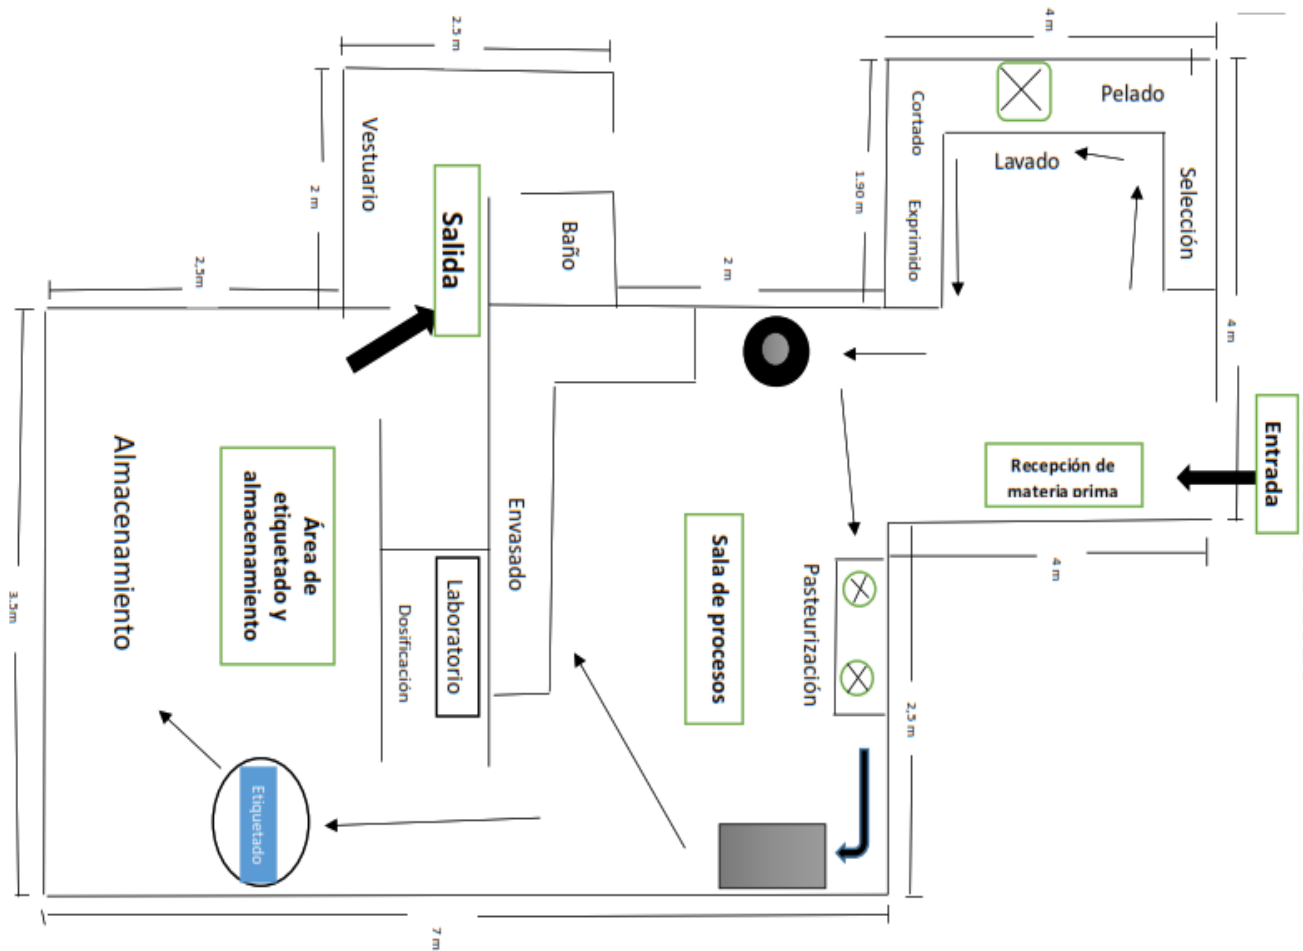 2.5 m
4 m
Vestuario
2 m
Salida
Baño
2,5m
2 m
Cortado
Exprimido
1.90 m
Pelado
Lavado
Selección
4 m
Entrada
Recepción de
materia prima
4 m
Almacenamiento
Área de
etiquetado y
almacenamiento
3.5m
Dosificación
Laboratorio
Envasado
Sala de procesos
Pasteurización
2,5 m
Etiquetado
7 m